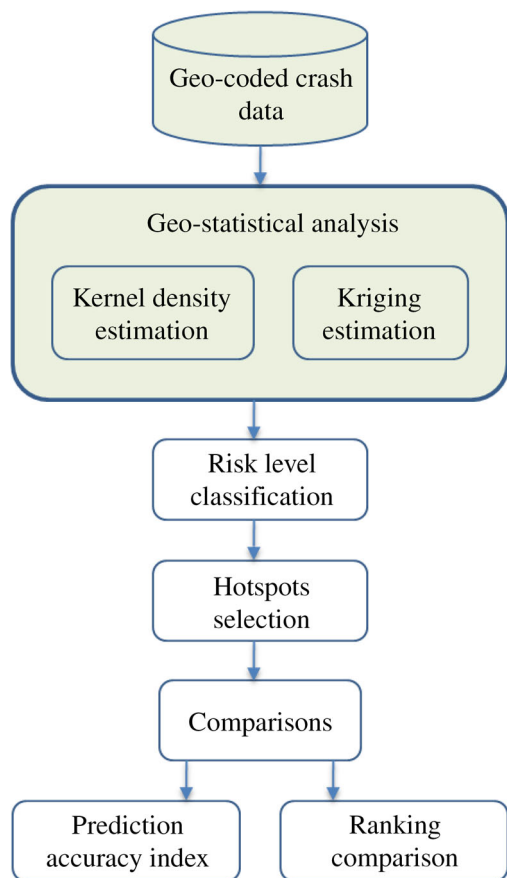 Geo-coded crash
data
Geo-statistical analysis
Kernel density
estimation
Kriging
estimation
Risk level
classification
Hotspots
selection
Comparisons
Prediction
accuracy index
Ranking
comparison